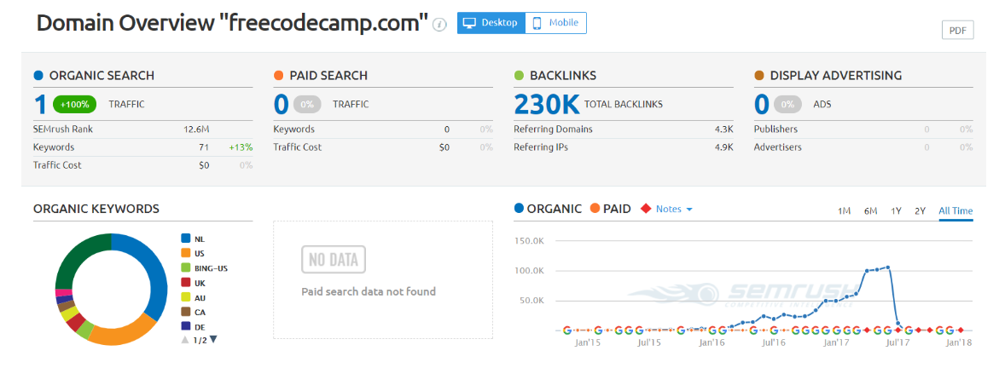 Domain Overview "freecodecamp.com" i Desktop Mobile
PDF
ORGANIC SEARCH
1 +100% TRAFFIC
SEMrush Rank 12.6M
Keywords 71 +13%
Traffic Cost $0 0%
PAID SEARCH
0 0% TRAFFIC
Keywords 0 0%
Traffic Cost $0 0%
BACKLINKS
230K TOTAL BACKLINKS
Referring Domains 4.3K
Referring IPs 4.9K
DISPLAY ADVERTISING
0 0% ADS
Publishers 0 0%
Advertisers 0 0%
ORGANIC KEYWORDS
NL
US
BING-US
UK
AU
CA
DE
1/2
NO DATA
Paid search data not found
ORGANIC PAID Notes 1M 6M 1Y 2Y All Time
150.0K
100.0K
50.0K
SEMRUSH
Jan'15 Jul'15 Jan'16 Jul'16 Jan'17 Jul'17 Jan'18